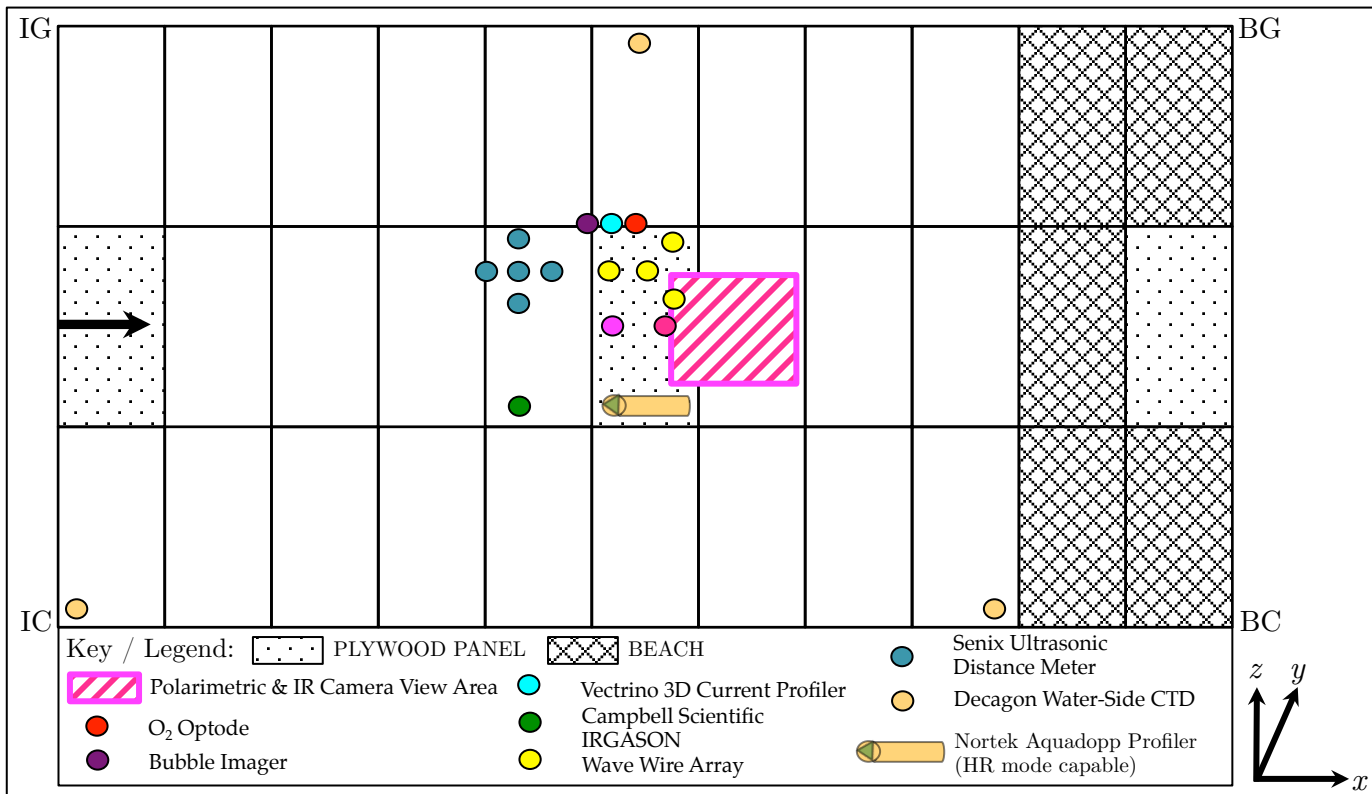 IG
BG
IC
BC
Key / Legend:
PLYWOOD PANEL
BEACH
Senix Ultrasonic
Distance Meter
Polarimetric & IR Camera View Area
Vectrino 3D Current Profiler
Decagon Water-Side CTD
O₂ Optode
Campbell Scientific
IRGASON
Bubble Imager
Wave Wire Array
Nortek Aquadopp Profiler
(HR mode capable)
z
y
x